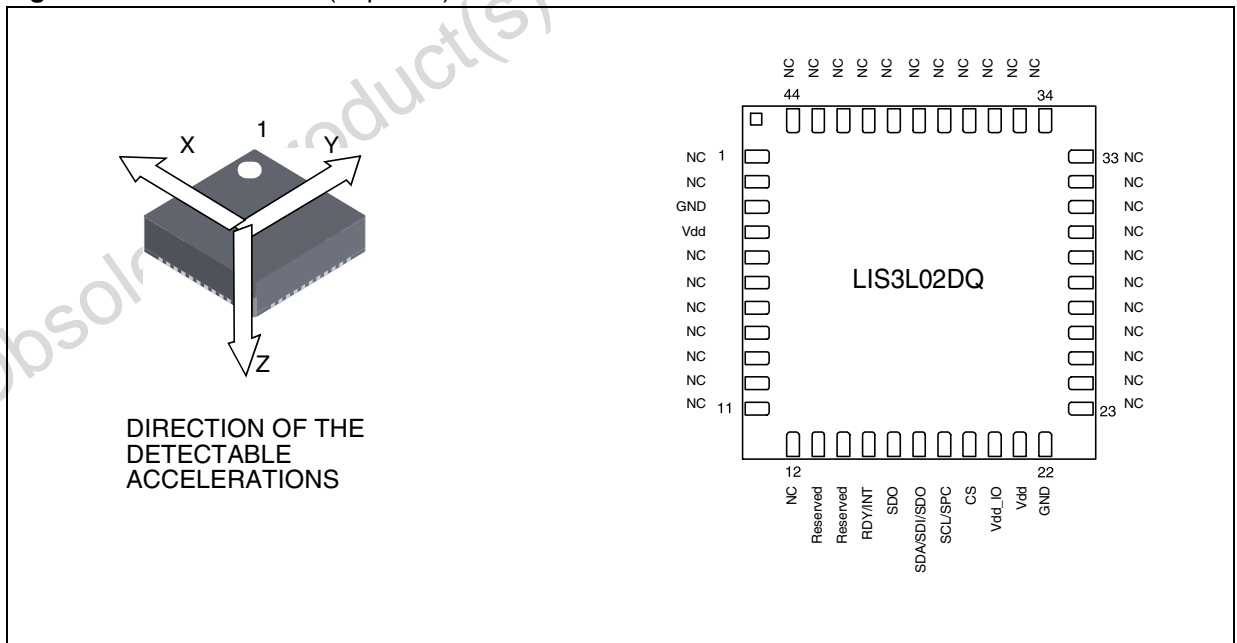 (
X
1
Y
Z
DIRECTION OF THE
DETECTABLE
ACCELERATIONS
NC NC NC NC NC NC NC NC NC NC NC
44 34
NC 1
NC
GND
Vdd
NC
NC
NC
NC
NC
NC
NC 11
LIS3L02DQ
33 NC
NC
NC
NC
NC
NC
NC
NC
NC
NC
23 NC
12 22
NC
Reserved
Reserved
RDY/INT
SDO
SDA/SDI/SDO
SCL/SPC
CS
Vdd_IO
Vdd
GND